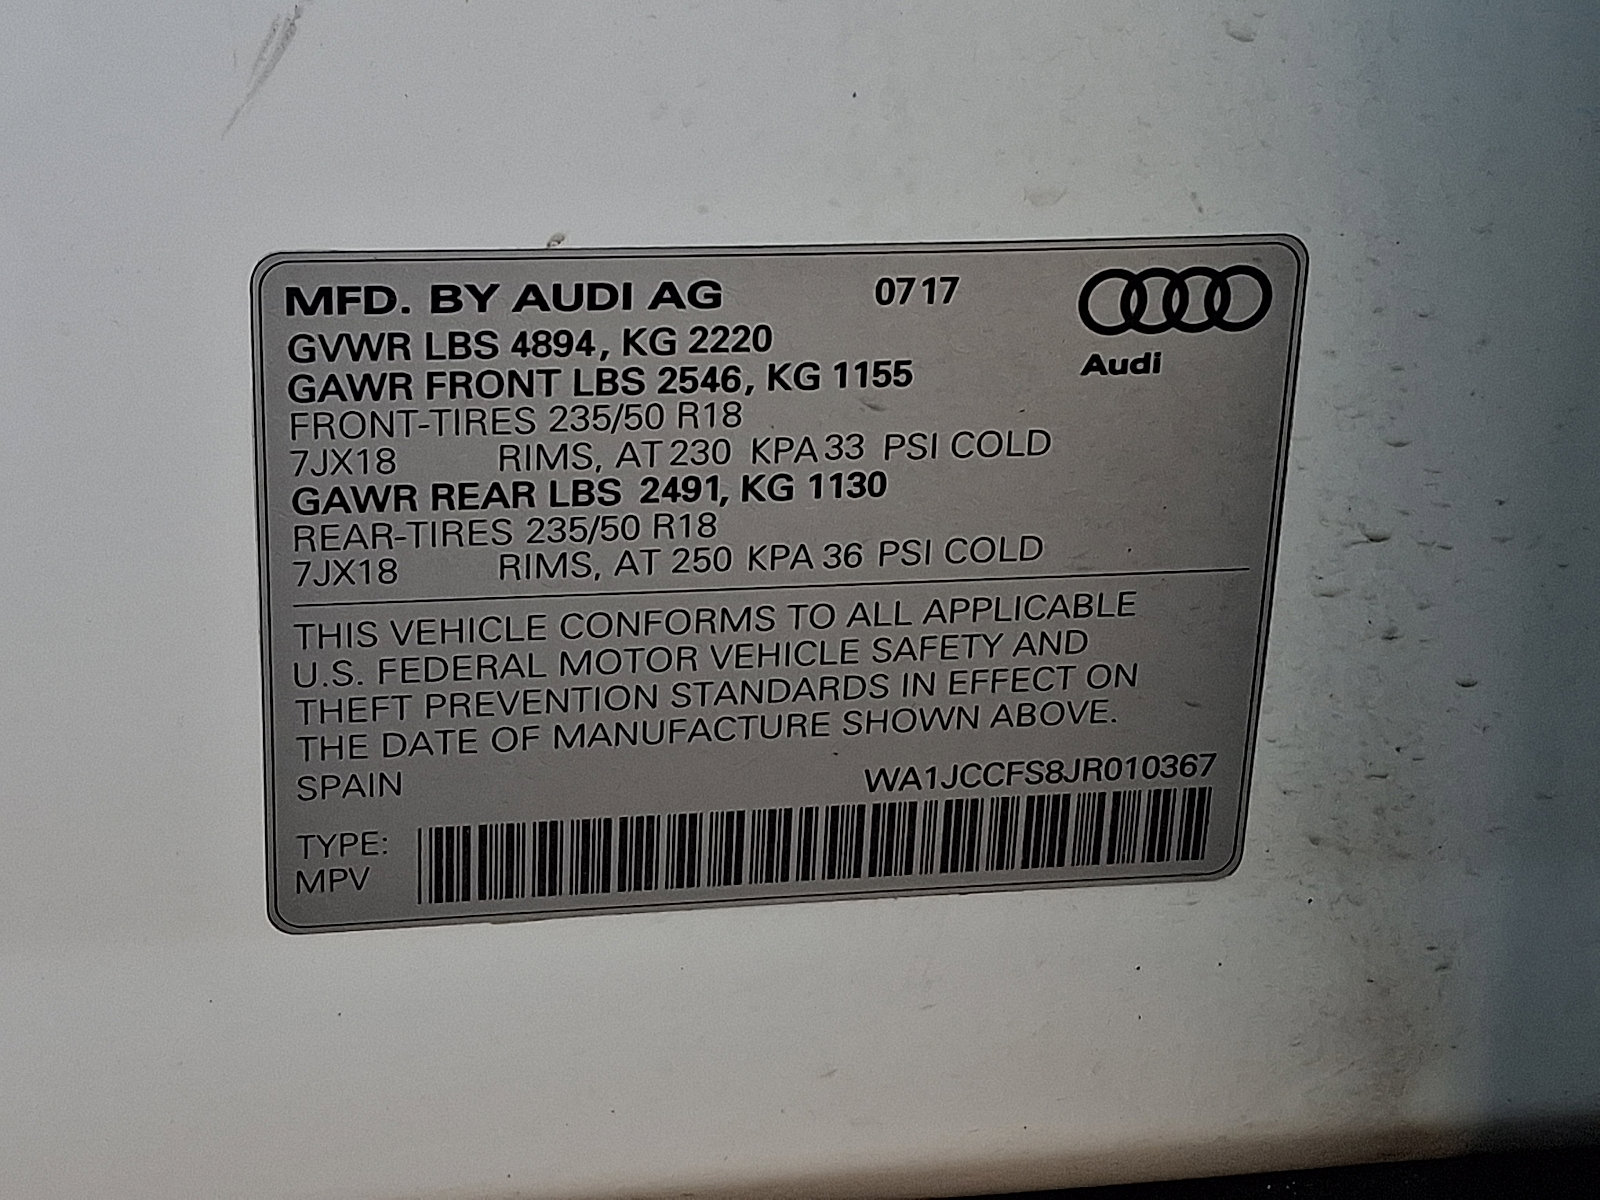 MFD. BY AUDI AG 0717
Audi
GVWR LBS 4894, KG 2220
GAWR FRONT LBS 2546, KG 1155
FRONT-TIRES 235/50 R18
7JX18 RIMS, AT 230 KPA 33 PSI COLD
GAWR REAR LBS 2491, KG 1130
REAR-TIRES 235/50 R18
7JX18 RIMS, AT 250 KPA 36 PSI COLD
THIS VEHICLE CONFORMS TO ALL APPLICABLE
U.S. FEDERAL MOTOR VEHICLE SAFETY AND
THEFT PREVENTION STANDARDS IN EFFECT ON
THE DATE OF MANUFACTURE SHOWN ABOVE.
SPAIN WA1JCCFS8JR010367
TYPE:
MPV